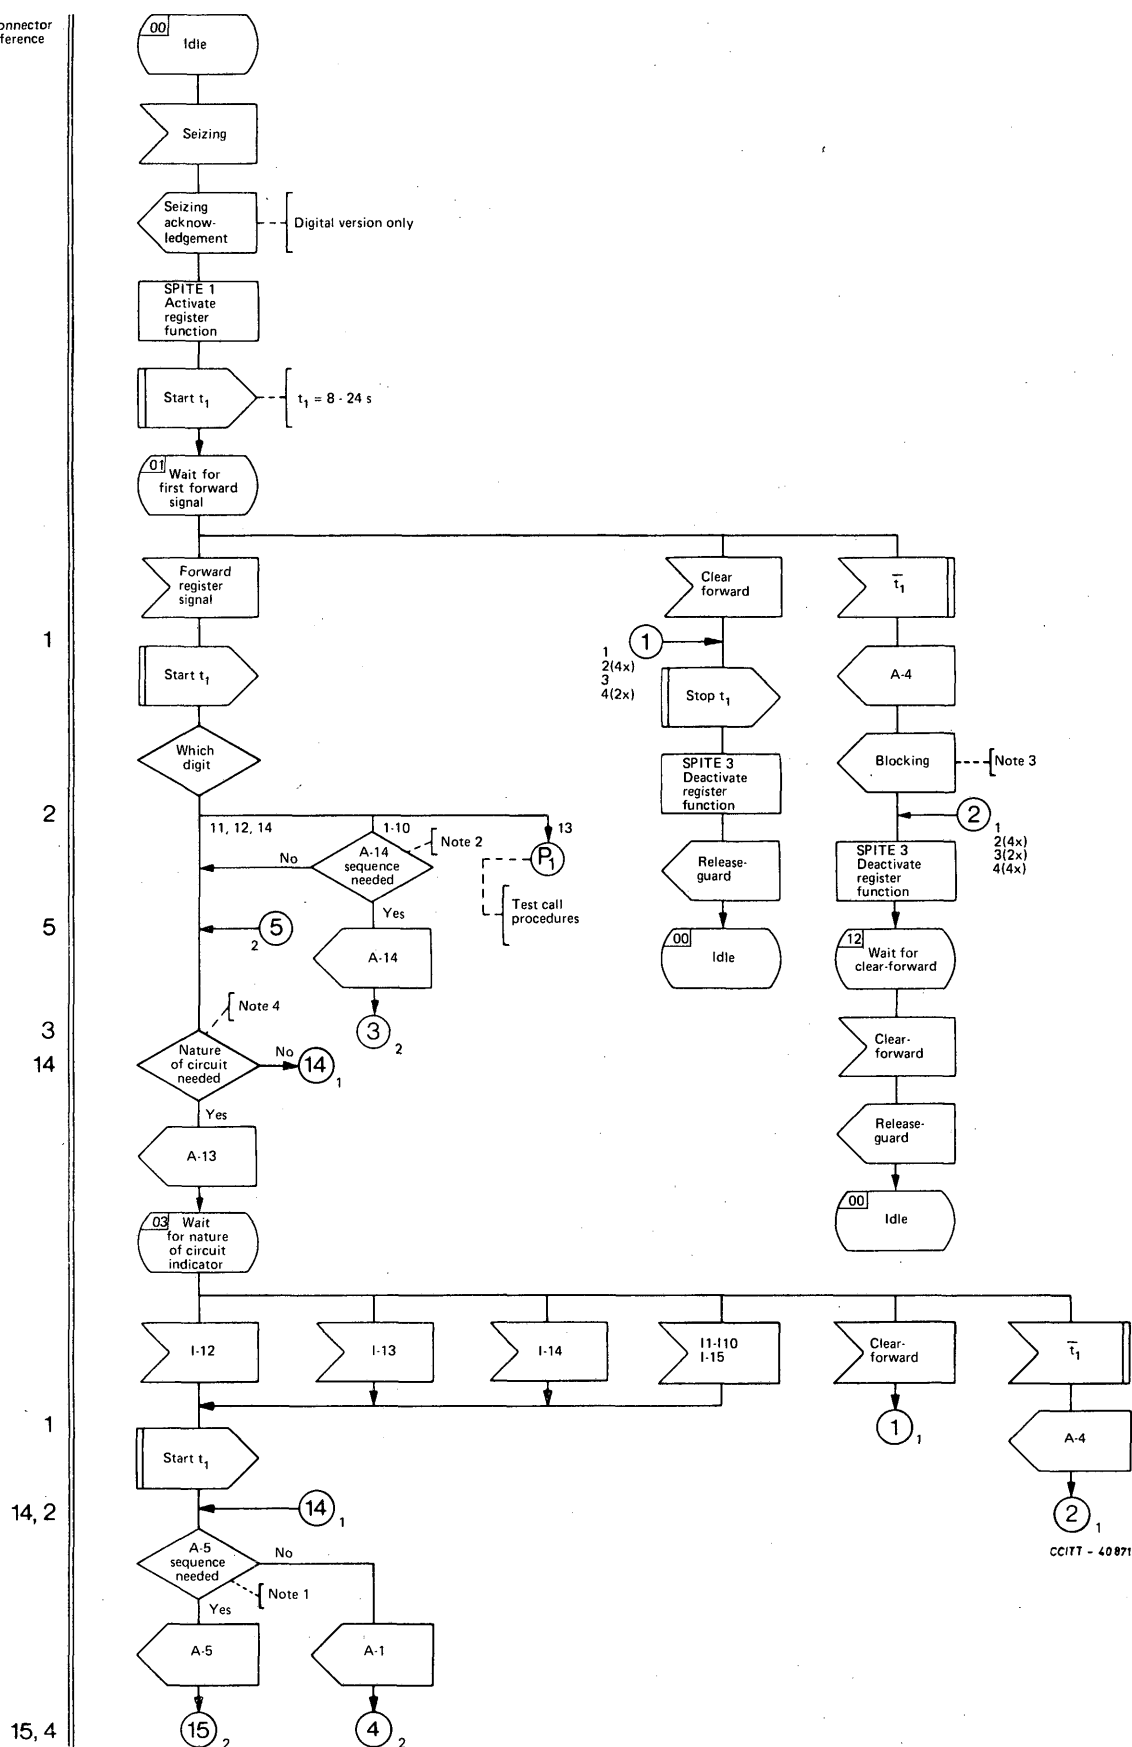 onnector
ference
00
Idle
Seizing
Seizing
acknow-
ledgement
Digital version only
SPITE 1
Activate
register
function
Start t1
t1 = 8 - 24 s
01
Wait for
first forward
signal
Forward
register
signal
Clear
forward
t1
1
Start t1
1
1
2(4x)
3
4(2x)
Stop t1
A-4
Which
digit
SPITE 3
Deactivate
register
function
Blocking
Note 3
2
11, 12, 14
1-10
13
2
1
2(4x)
3(2x)
4(4x)
No
A-14
sequence
needed
Note 2
P1
Yes
Test call
procedures
Release-
guard
SPITE 3
Deactivate
register
function
5
5
2
A-14
00
Idle
12
Wait for
clear-forward
Note 4
3
14
3
2
Nature
of circuit
needed
No
14
1
Clear-
forward
Yes
A-13
Release-
guard
03
Wait
for nature
of circuit
indicator
00
Idle
I-12
I-13
I-14
I1-I10
I-15
Clear-
forward
t1
1
Start t1
1
1
A-4
14, 2
14
1
2
1
A-5
sequence
needed
No
Note 1
Yes
CCITT - 40871
A-5
A-1
15, 4
15
2
4
2